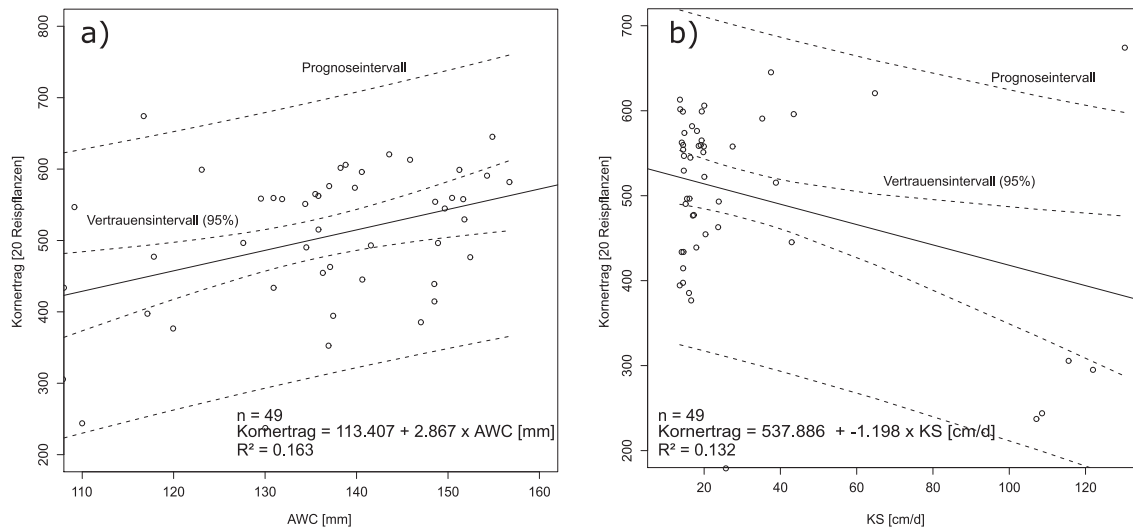 a)
Kornertrag [20 Reispflanzen]
800
700
600
500
400
300
200
Prognoseintervall
Vertrauensintervall (95%)
n = 49
Kornertrag = 113.407 + 2.867 x AWC [mm]
R² = 0.163
110 120 130 140 150 160
AWC [mm]
b)
Kornertrag [20 Reispflanzen]
700
600
500
400
300
200
Prognoseintervall
Vertrauensintervall (95%)
n = 49
Kornertrag = 537.886 + -1.198 x KS [cm/d]
R² = 0.132
20 40 60 80 100 120
KS [cm/d]